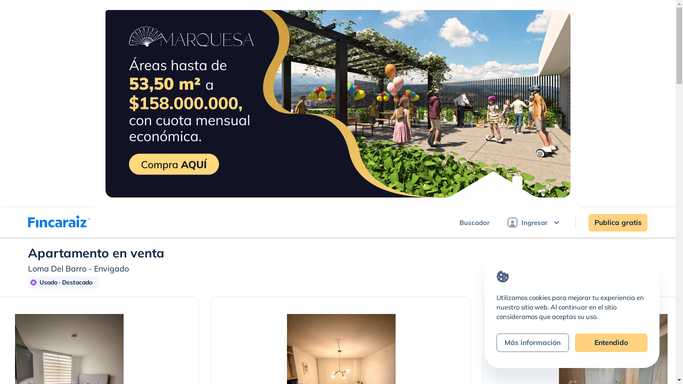 MARQUESA
Áreas hasta de
53,50 m² a
$158.000.000,
con cuota mensual
económica.
Compra AQUÍ
Fincaraiz
Buscador
Ingresar
Publica gratis
Apartamento en venta
Loma Del Barro - Envigado
Usado · Destacado
Utilizamos cookies para mejorar tu experiencia en
nuestro sitio web. Al continuar en el sitio
consideramos que aceptas su uso.
Más información
Entendido